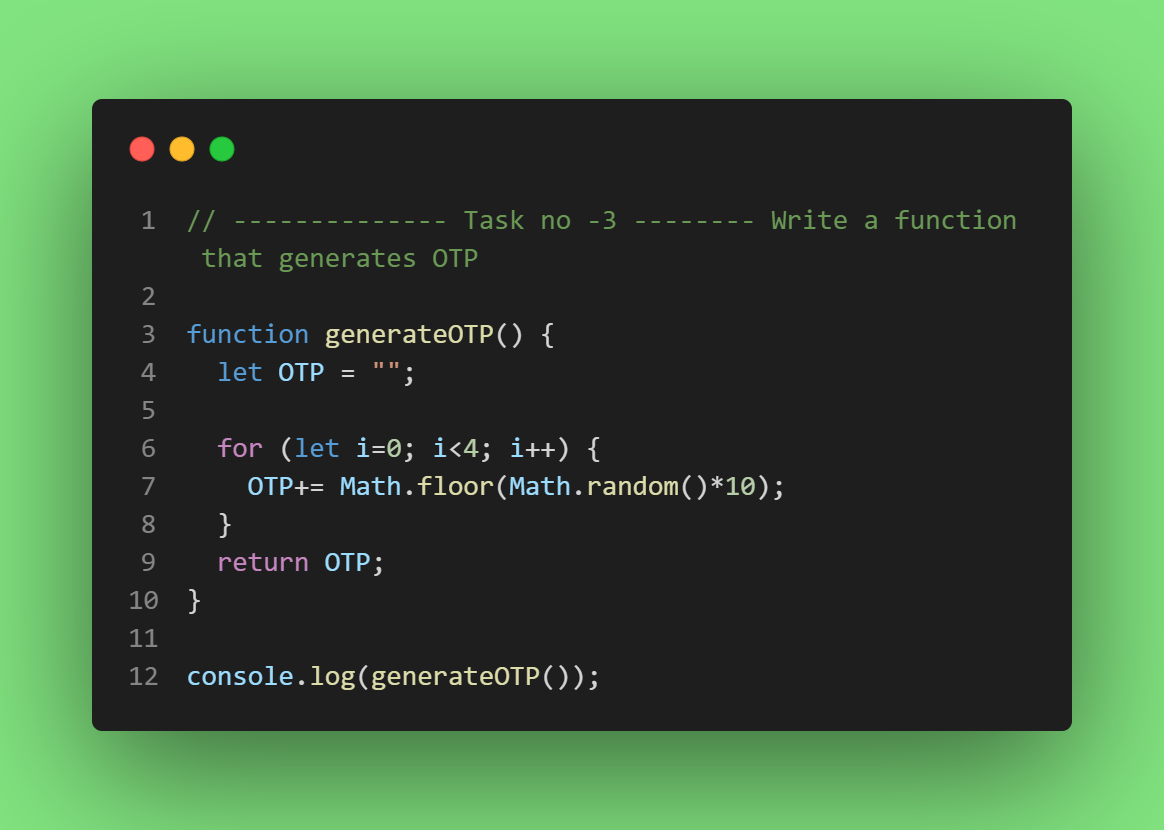 1 // -------------- Task no -3 -------- Write a function
that generates OTP
2
3 function generateOTP() {
4   let OTP = "";
5
6   for (let i=0; i<4; i++) {
7     OTP+= Math.floor(Math.random()*10);
8   }
9   return OTP;
10 }
11
12 console.log(generateOTP());